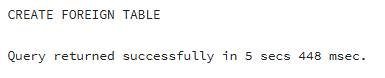 CREATE FOREIGN TABLE
Query returned successfully in 5 secs 448 msec.